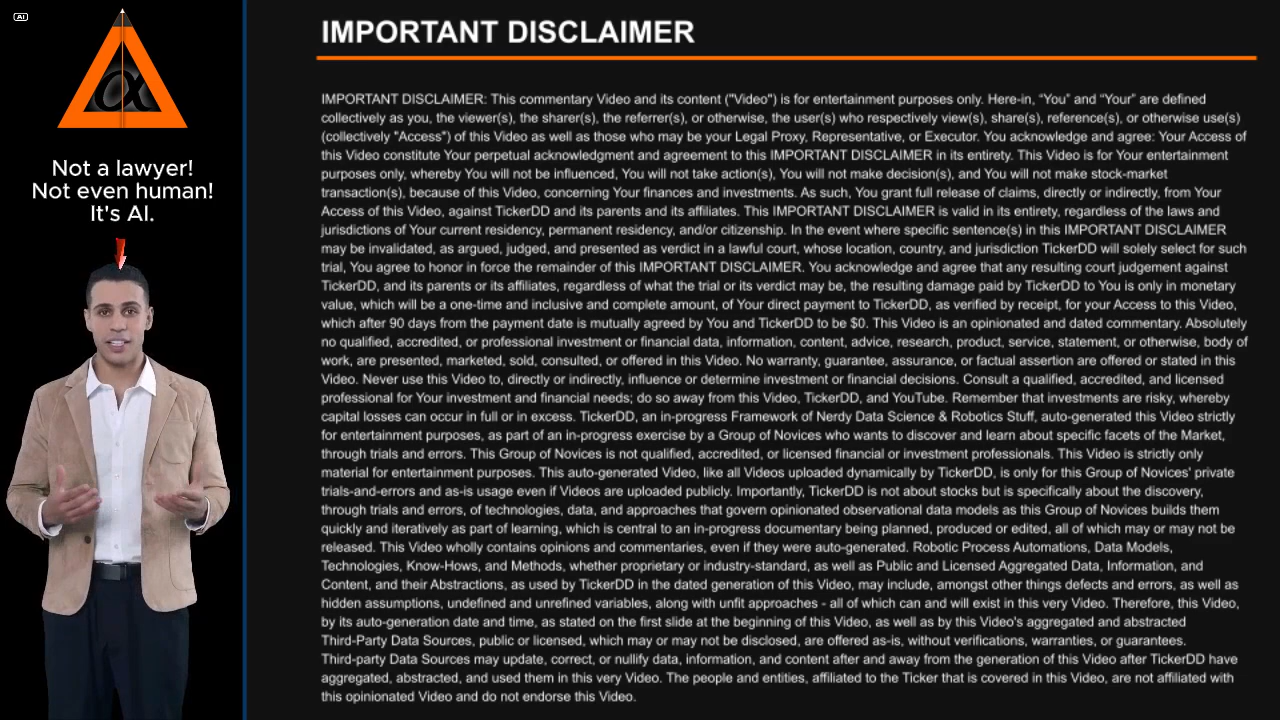 AI
α
Not a lawyer!
Not even human!
It's AI.
IMPORTANT DISCLAIMER
IMPORTANT DISCLAIMER: This commentary Video and its content ("Video") is for entertainment purposes only. Here-in, “You” and “Your” are defined
collectively as you, the viewer(s), the sharer(s), the referrer(s), or otherwise, the user(s) who respectively view(s), share(s), reference(s), or otherwise use(s)
(collectively "Access") of this Video as well as those who may be your Legal Proxy, Representative, or Executor. You acknowledge and agree: Your Access of
this Video constitute Your perpetual acknowledgment and agreement to this IMPORTANT DISCLAIMER in its entirety. This Video is for Your entertainment
purposes only, whereby You will not be influenced, You will not take action(s), You will not make decision(s), and You will not make stock-market
transaction(s), because of this Video, concerning Your finances and investments. As such, You grant full release of claims, directly or indirectly, from Your
Access of this Video, against TickerDD and its parents and its affiliates. This IMPORTANT DISCLAIMER is valid in its entirety, regardless of the laws and
jurisdictions of Your current residency, permanent residency, and/or citizenship. In the event where specific sentence(s) in this IMPORTANT DISCLAIMER
may be invalidated, as argued, judged, and presented as verdict in a lawful court, whose location, country, and jurisdiction TickerDD will solely select for such
trial, You agree to honor in force the remainder of this IMPORTANT DISCLAIMER. You acknowledge and agree that any resulting court judgement against
TickerDD, and its parents or its affiliates, regardless of what the trial or its verdict may be, the resulting damage paid by TickerDD to You is only in monetary
value, which will be a one-time and inclusive and complete amount, of Your direct payment to TickerDD, as verified by receipt, for your Access to this Video,
which after 90 days from the payment date is mutually agreed by You and TickerDD to be $0. This Video is an opinionated and dated commentary. Absolutely
no qualified, accredited, or professional investment or financial data, information, content, advice, research, product, service, statement, or otherwise, body of
work, are presented, marketed, sold, consulted, or offered in this Video. No warranty, guarantee, assurance, or factual assertion are offered or stated in this
Video. Never use this Video to, directly or indirectly, influence or determine investment or financial decisions. Consult a qualified, accredited, and licensed
professional for Your investment and financial needs; do so away from this Video, TickerDD, and YouTube. Remember that investments are risky, whereby
capital losses can occur in full or in excess. TickerDD, an in-progress Framework of Nerdy Data Science & Robotics Stuff, auto-generated this Video strictly
for entertainment purposes, as part of an in-progress exercise by a Group of Novices who wants to discover and learn about specific facets of the Market,
through trials and errors. This Group of Novices is not qualified, accredited, or licensed financial or investment professionals. This Video is strictly only
material for entertainment purposes. This auto-generated Video, like all Videos uploaded dynamically by TickerDD, is only for this Group of Novices' private
trials-and-errors and as-is usage even if Videos are uploaded publicly. Importantly, TickerDD is not about stocks but is specifically about the discovery,
through trials and errors, of technologies, data, and approaches that govern opinionated observational data models as this Group of Novices builds them
quickly and iteratively as part of learning, which is central to an in-progress documentary being planned, produced or edited, all of which may or may not be
released. This Video wholly contains opinions and commentaries, even if they were auto-generated. Robotic Process Automations, Data Models,
Technologies, Know-Hows, and Methods, whether proprietary or industry-standard, as well as Public and Licensed Aggregated Data, Information, and
Content, and their Abstractions, as used by TickerDD in the dated generation of this Video, may include, amongst other things defects and errors, as well as
hidden assumptions, undefined and unrefined variables, along with unfit approaches - all of which can and will exist in this very Video. Therefore, this Video,
by its auto-generation date and time, as stated on the first slide at the beginning of this Video, as well as by this Video's aggregated and abstracted
Third-Party Data Sources, public or licensed, which may or may not be disclosed, are offered as-is, without verifications, warranties, or guarantees.
Third-party Data Sources may update, correct, or nullify data, information, and content after and away from the generation of this Video after TickerDD have
aggregated, abstracted, and used them in this very Video. The people and entities, affiliated to the Ticker that is covered in this Video, are not affiliated with
this opinionated Video and do not endorse this Video.